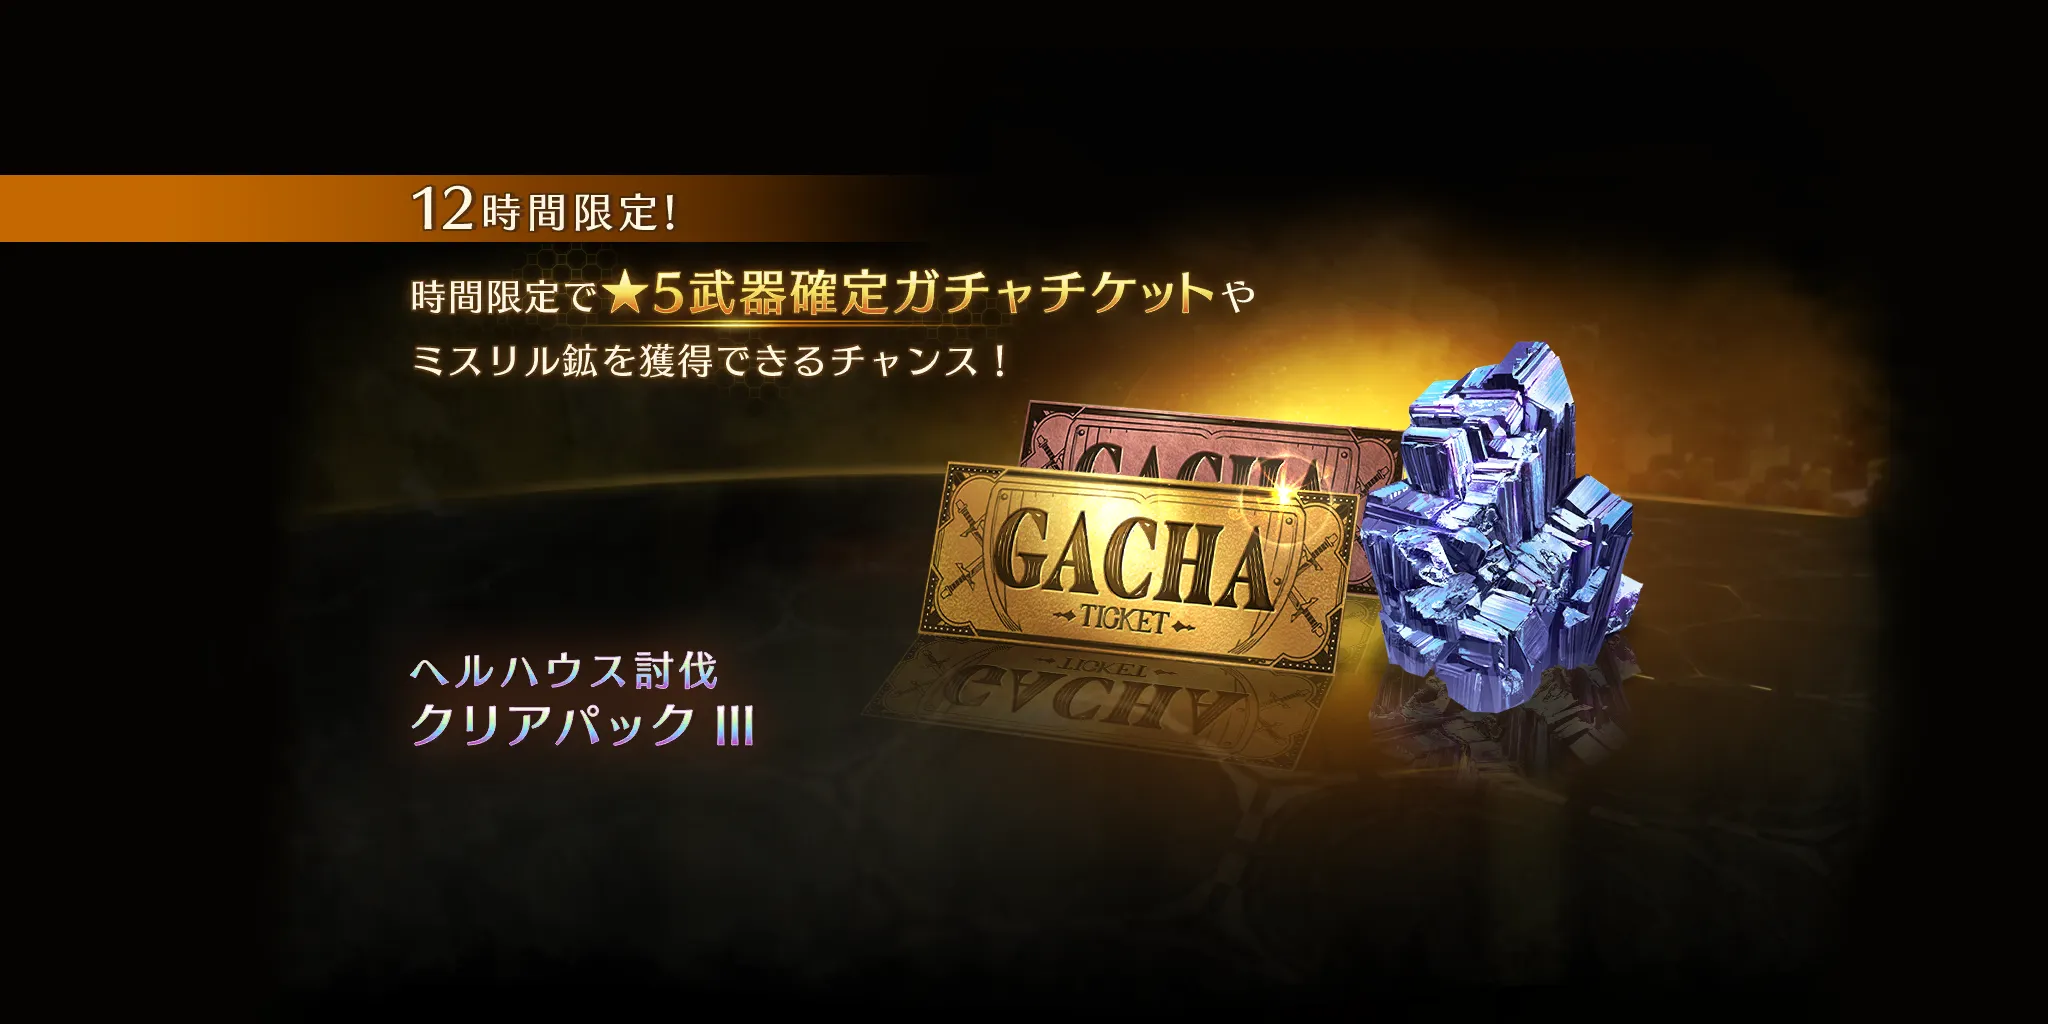 12時間限定!
時間限定で★5武器確定ガチャチケットや
ミスリル鉱を獲得できるチャンス!
GACHA
GACHA
TICKET
ヘルハウス討伐
クリアパック III